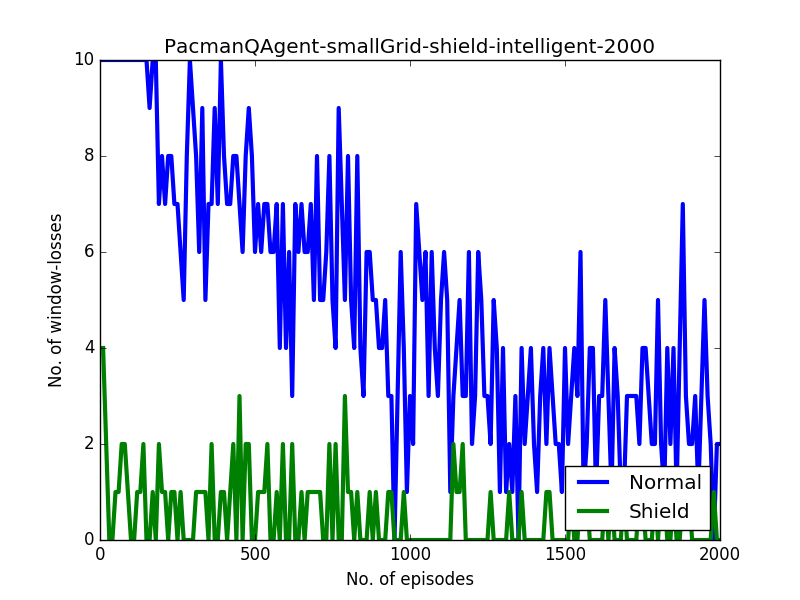 PacmanQAgent-smallGrid-shield-intelligent-2000
10
8
6
4
2
0
No. of window-losses
Normal
Shield
0 500 1000 1500 2000
No. of episodes